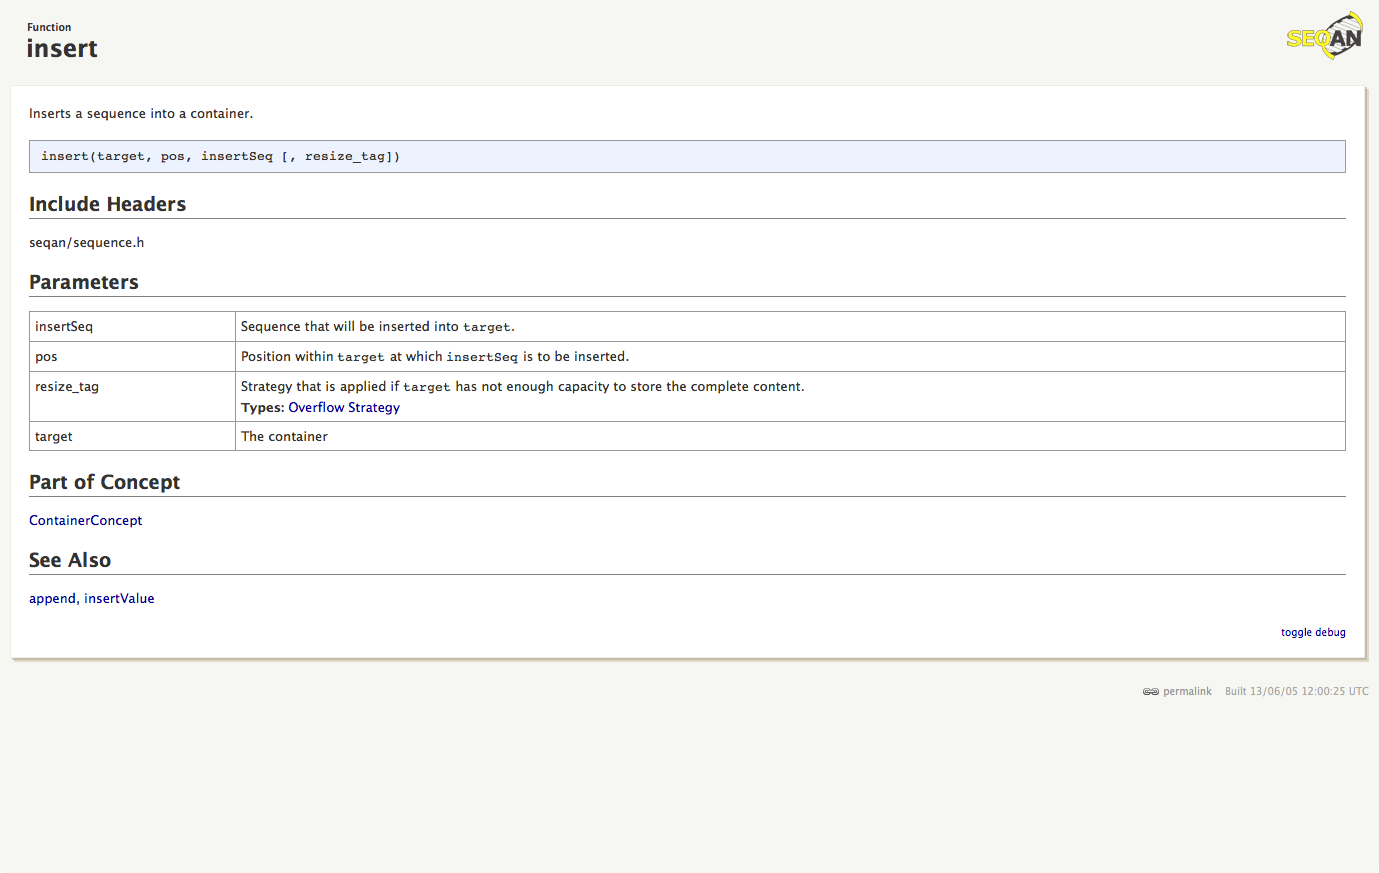 Function
insert
SEQAN
Inserts a sequence into a container.
insert(target, pos, insertSeq [, resize_tag])
Include Headers
seqan/sequence.h
Parameters
insertSeq Sequence that will be inserted into target.
pos Position within target at which insertSeq is to be inserted.
resize_tag Strategy that is applied if target has not enough capacity to store the complete content.
Types: Overflow Strategy
target The container
Part of Concept
ContainerConcept
See Also
append, insertValue
toggle debug
permalink Built 13/06/05 12:00:25 UTC